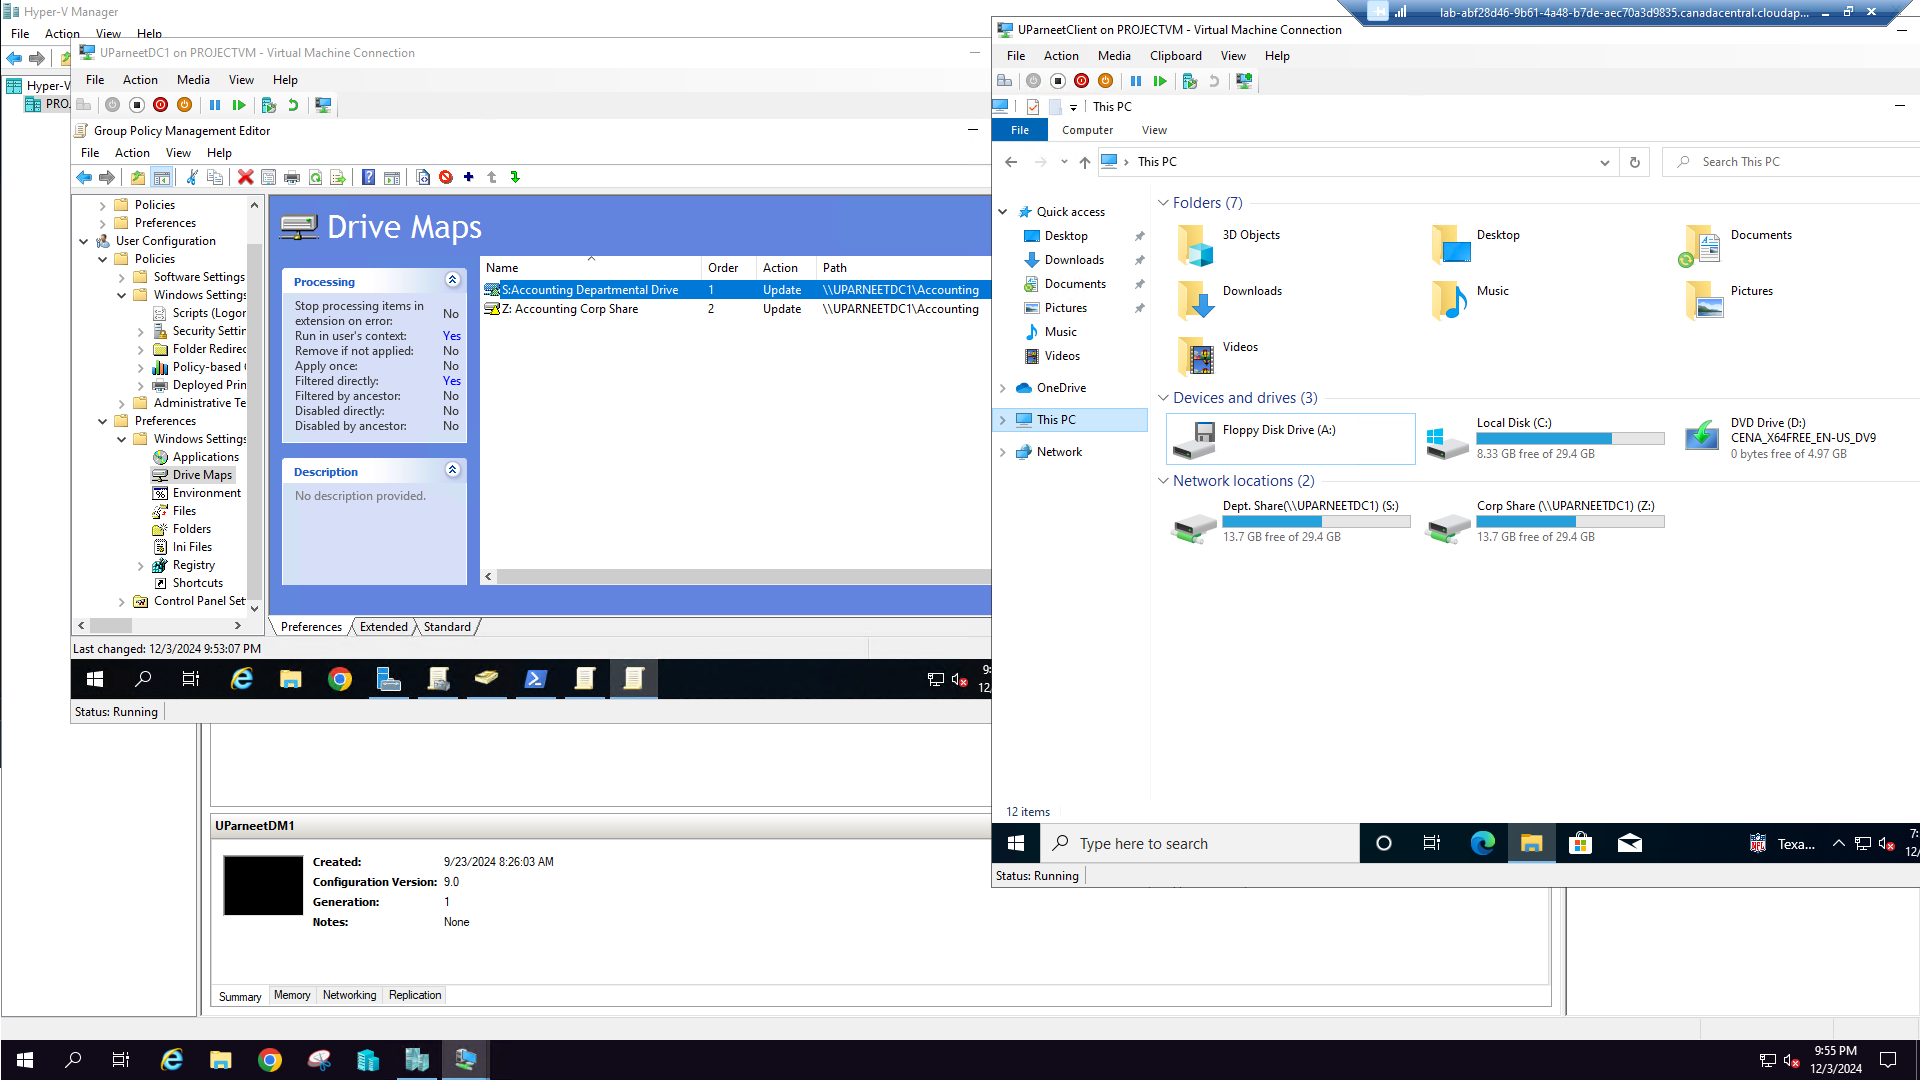 Hyper-V Manager
File Action View Help
lab-abf28d46-9b61-4a48-b7de-aec70a3d9835.canadacentral.cloudap...
Hyper-V
PRO.
UParneetDC1 on PROJECTVM - Virtual Machine Connection
File Action Media View Help
Group Policy Management Editor
File Action View Help
Policies
Preferences
User Configuration
Policies
Software Settings
Windows Settings
Scripts (Logor
Security Settin
Folder Redirec
Policy-based
Deployed Prin
Administrative Te
Preferences
Windows Settings
Applications
Drive Maps
Environment
Files
Folders
Ini Files
Registry
Shortcuts
Control Panel Set
Drive Maps
Processing
Stop processing items in extension on error: No
Run in user's context: Yes
Remove if not applied: No
Apply once: No
Filtered directly: Yes
Filtered by ancestor: No
Disabled directly: No
Disabled by ancestor: No
Description
No description provided.
Name Order Action Path
S:Accounting Departmental Drive 1 Update \\UPARNEETDC1\Accounting
Z: Accounting Corp Share 2 Update \\UPARNEETDC1\Accounting
Preferences Extended Standard
Last changed: 12/3/2024 9:53:07 PM
9:
12,
Status: Running
UParneetClient on PROJECTVM - Virtual Machine Connection
File Action Media Clipboard View Help
This PC
File Computer View
This PC
Search This PC
Quick access
Desktop
Downloads
Documents
Pictures
Music
Videos
OneDrive
This PC
Network
Folders (7)
3D Objects
Desktop
Documents
Downloads
Music
Pictures
Videos
Devices and drives (3)
Floppy Disk Drive (A:)
Local Disk (C:)
8.33 GB free of 29.4 GB
DVD Drive (D:)
CENA_X64FREE_EN-US_DV9
0 bytes free of 4.97 GB
Network locations (2)
Dept. Share(\\UPARNEETDC1) (S:)
13.7 GB free of 29.4 GB
Corp Share (\\UPARNEETDC1) (Z:)
13.7 GB free of 29.4 GB
12 items
Type here to search
Texa...
7:
12/
Status: Running
UParneetDM1
Created: 9/23/2024 8:26:03 AM
Configuration Version: 9.0
Generation: 1
Notes: None
Summary Memory Networking Replication
9:55 PM
12/3/2024